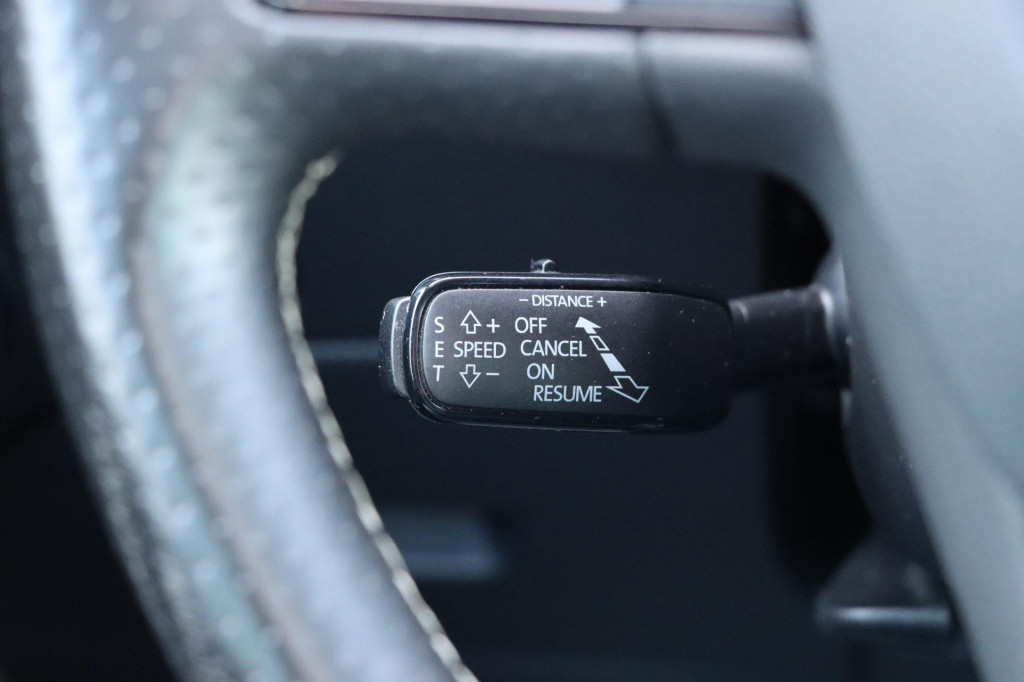 − DISTANCE +
S ⇧ + OFF
E SPEED CANCEL
T ⇩ − ON
RESUME